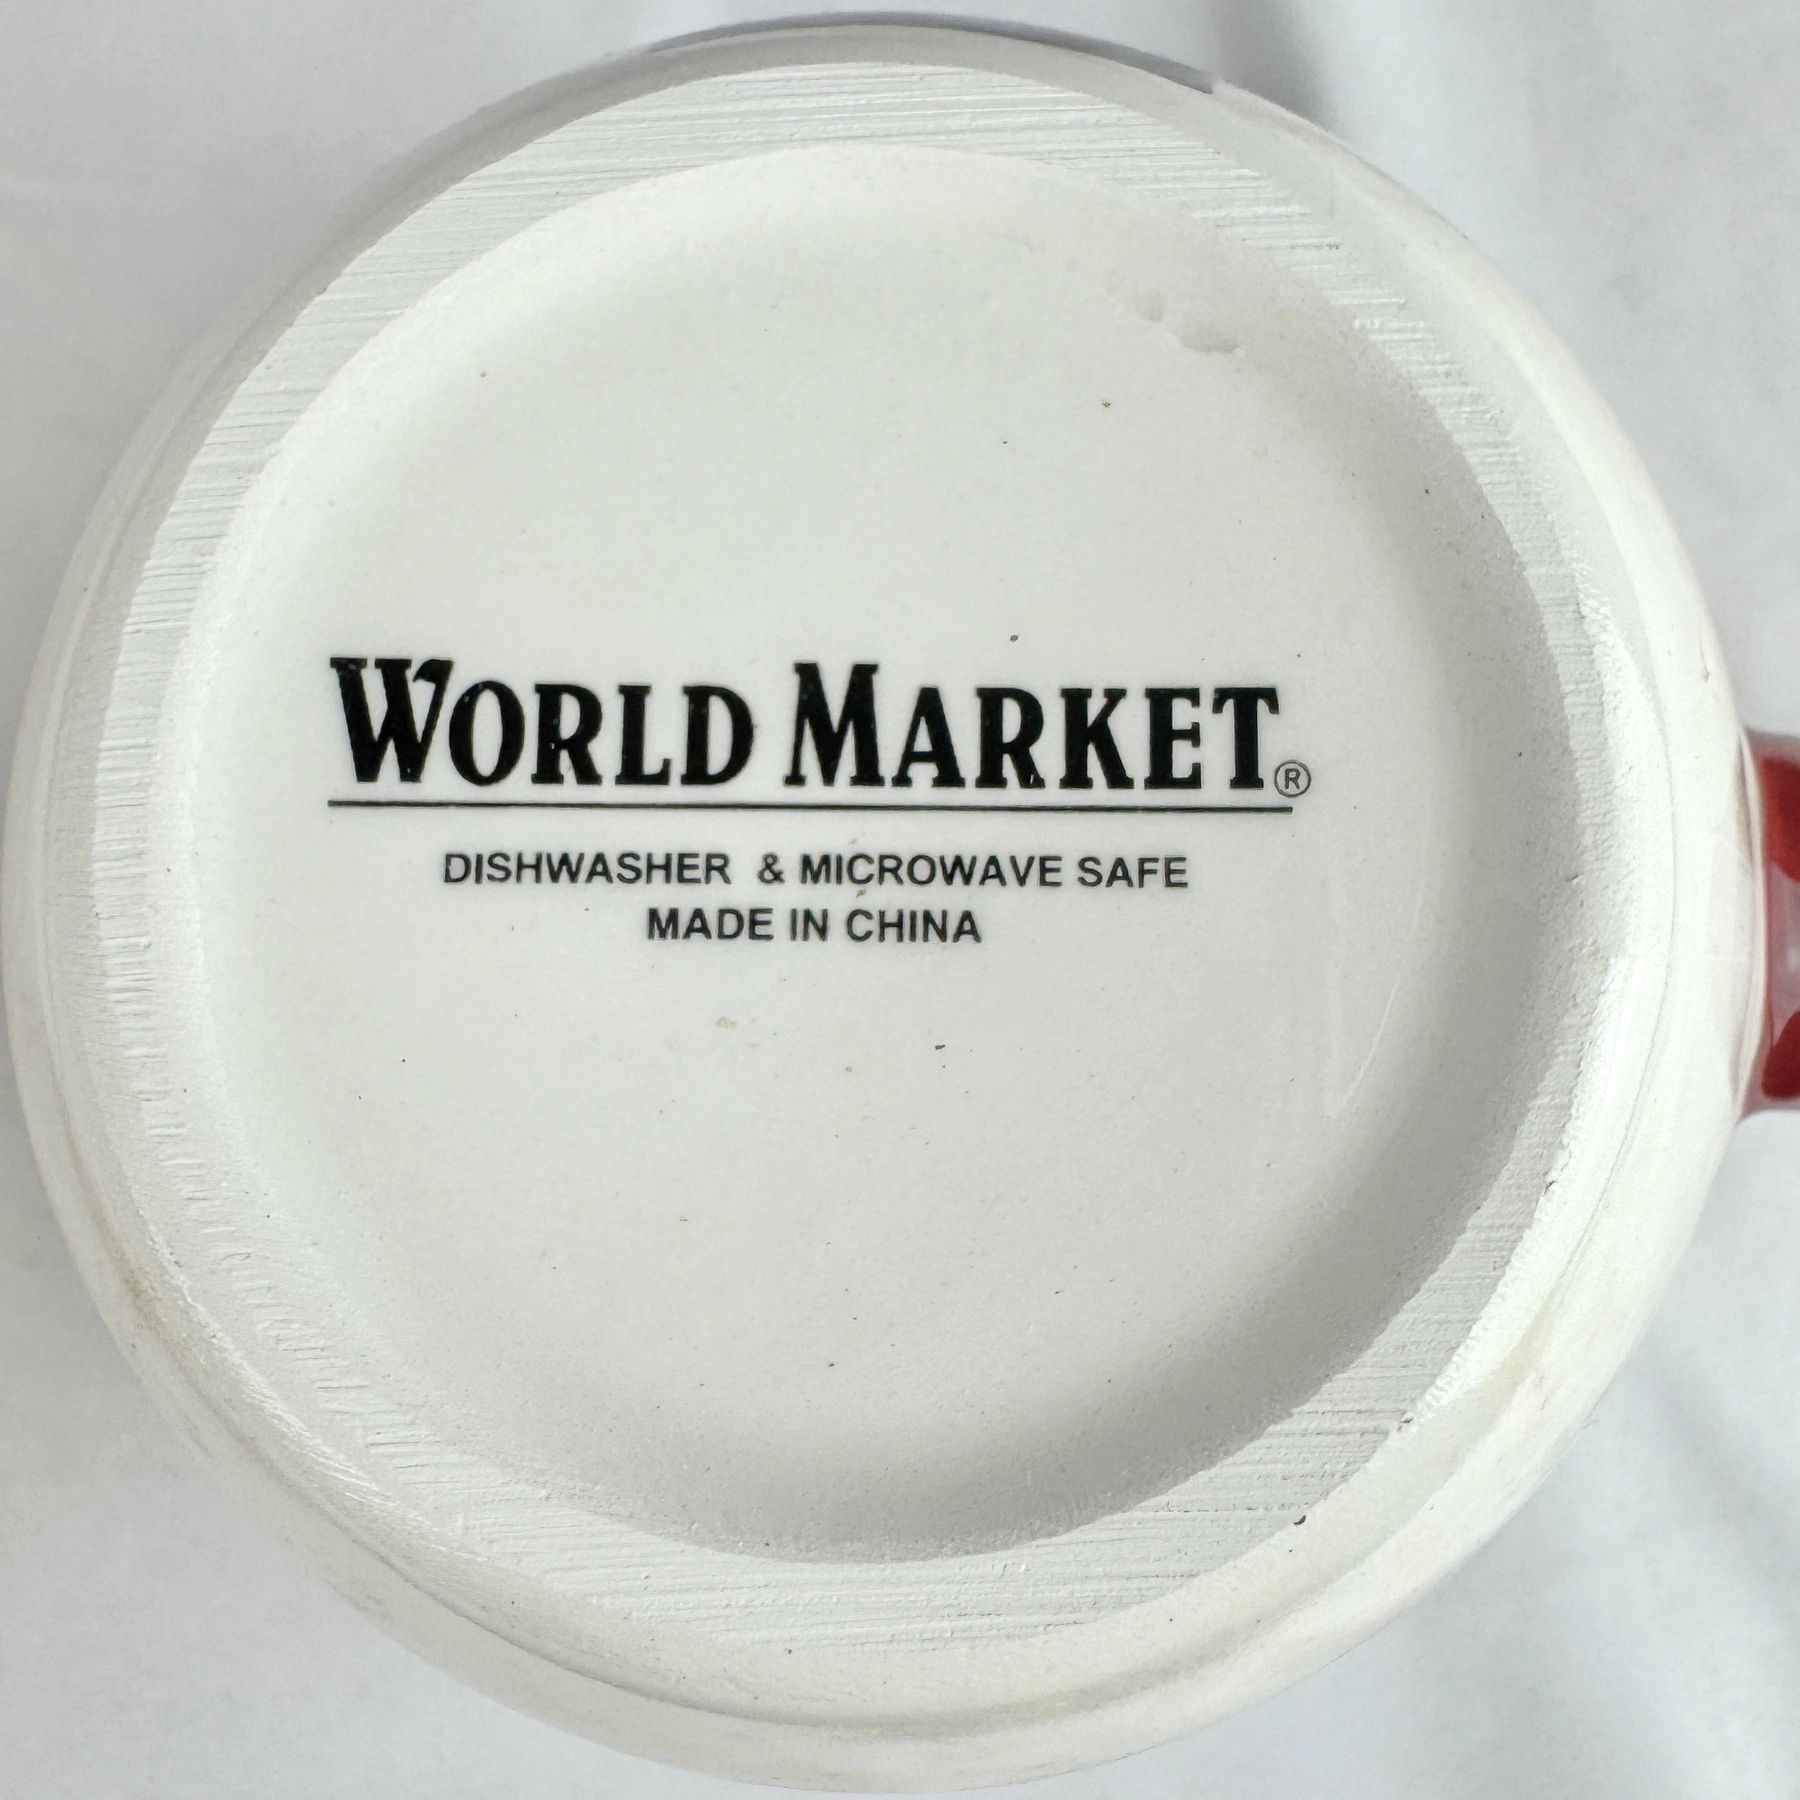 WORLD MARKET®
DISHWASHER & MICROWAVE SAFE
MADE IN CHINA